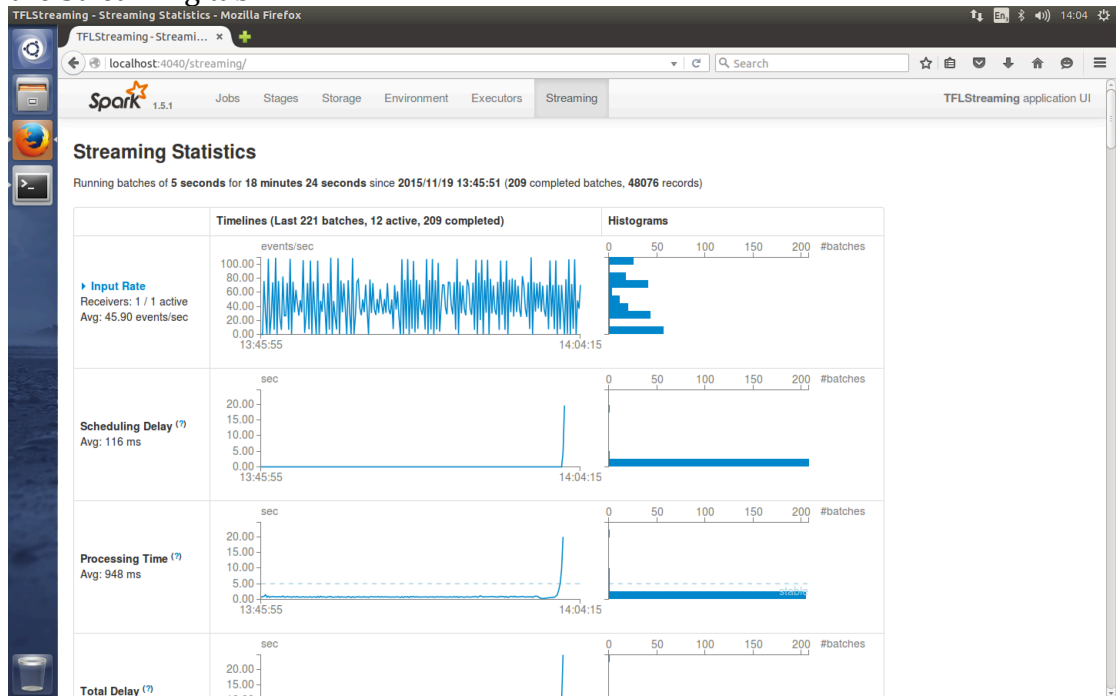 TFLStreaming - Streaming Statistics - Mozilla Firefox
En
14:04
TFLStreaming - Streami... ×
localhost:4040/streaming/
Search
Spark 1.5.1
Jobs Stages Storage Environment Executors Streaming
TFLStreaming application UI
Streaming Statistics
Running batches of 5 seconds for 18 minutes 24 seconds since 2015/11/19 13:45:51 (209 completed batches, 48076 records)
Timelines (Last 221 batches, 12 active, 209 completed) Histograms
Input Rate
Receivers: 1 / 1 active
Avg: 45.90 events/sec
events/sec
100.00
80.00
60.00
40.00
20.00
0.00
13:45:55 14:04:15
0 50 100 150 200 #batches
Scheduling Delay (?)
Avg: 116 ms
sec
20.00
15.00
10.00
5.00
0.00
13:45:55 14:04:15
0 50 100 150 200 #batches
Processing Time (?)
Avg: 948 ms
sec
20.00
15.00
10.00
5.00
0.00
13:45:55 14:04:15
0 50 100 150 200 #batches
stable
Total Delay (?)
sec
20.00
15.00
0 50 100 150 200 #batches